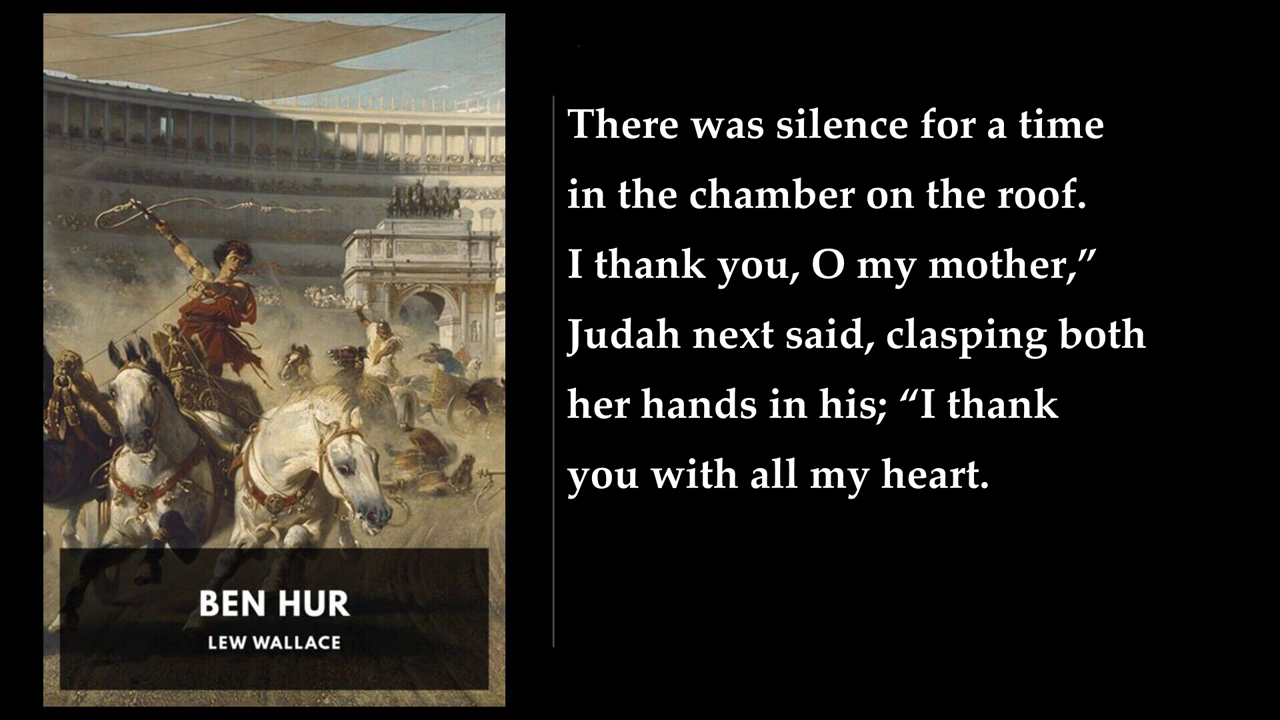 There was silence for a time
in the chamber on the roof.
I thank you, O my mother,”
Judah next said, clasping both
her hands in his; “I thank
you with all my heart.
BEN HUR
LEW WALLACE